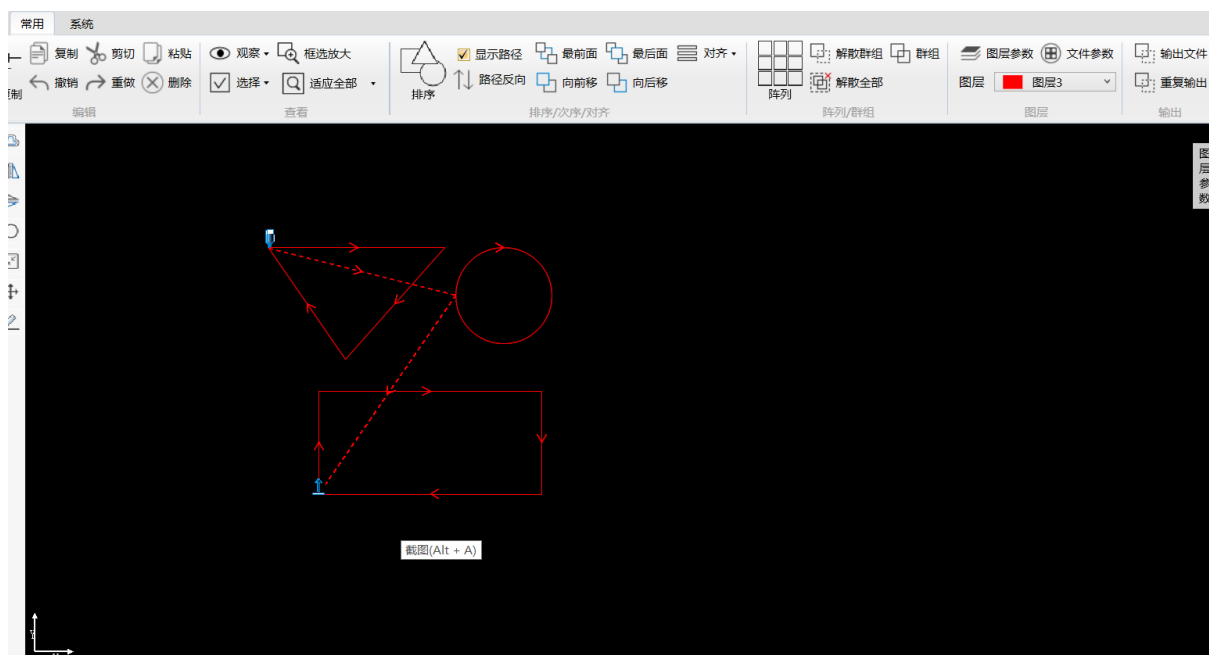 常用 系统
复制 剪切 粘贴 观察 框选放大 显示路径 最前面 最后面 对齐 解散群组 群组 图层参数 文件参数 输出文件
撤销 重做 删除 选择 适应全部 排序 路径反向 向前移 向后移 阵列 解散全部 图层 图层3 重复输出
编辑 查看 排序/次序/对齐 阵列/群组 图层 输出
图层参数
截图(Alt + A)
Y